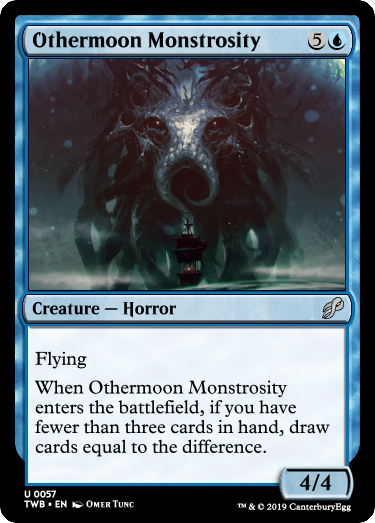 Othermoon Monstrosity 5
Creature — Horror
Flying
When Othermoon Monstrosity
enters the battlefield, if you have
fewer than three cards in hand, draw
cards equal to the difference.
4/4
U 0057
TWB • EN Omer Tunc
™ & © 2019 CanterburyEgg